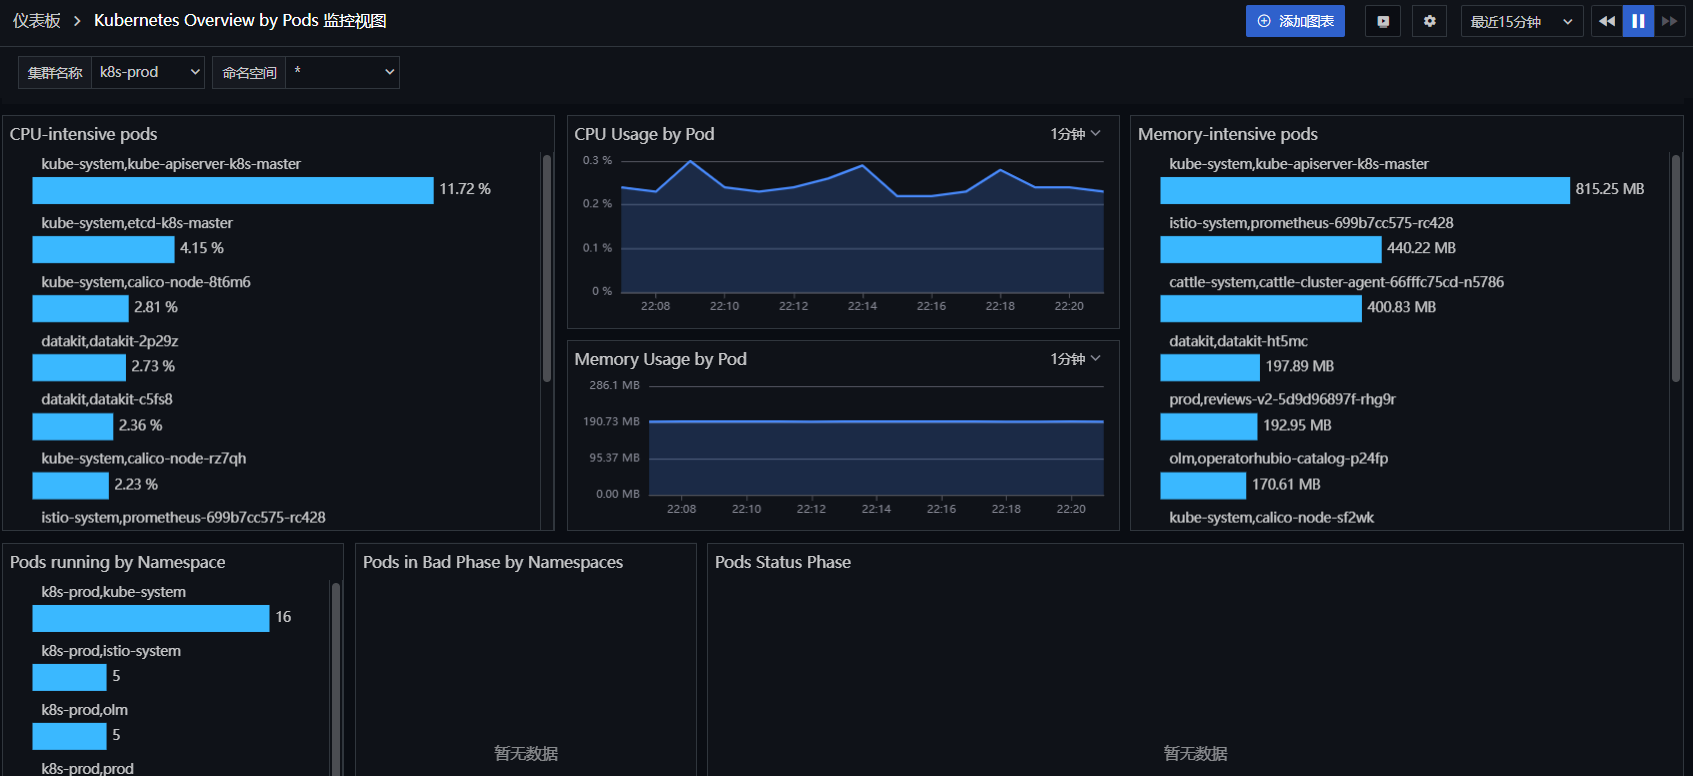 仪表板 > Kubernetes Overview by Pods 监控视图
添加图表
最近15分钟
集群名称 k8s-prod
命名空间 *
CPU-intensive pods
kube-system,kube-apiserver-k8s-master
11.72 %
kube-system,etcd-k8s-master
4.15 %
kube-system,calico-node-8t6m6
2.81 %
datakit,datakit-2p29z
2.73 %
datakit,datakit-c5fs8
2.36 %
kube-system,calico-node-rz7qh
2.23 %
istio-system,prometheus-699b7cc575-rc428
CPU Usage by Pod
1分钟
0.3 %
0.2 %
0.1 %
0 %
22:08 22:10 22:12 22:14 22:16 22:18 22:20
Memory Usage by Pod
1分钟
286.1 MB
190.73 MB
95.37 MB
0.00 MB
22:08 22:10 22:12 22:14 22:16 22:18 22:20
Memory-intensive pods
kube-system,kube-apiserver-k8s-master
815.25 MB
istio-system,prometheus-699b7cc575-rc428
440.22 MB
cattle-system,cattle-cluster-agent-66fffc75cd-n5786
400.83 MB
datakit,datakit-ht5mc
197.89 MB
prod,reviews-v2-5d9d96897f-rhg9r
192.95 MB
olm,operatorhubio-catalog-p24fp
170.61 MB
kube-system,calico-node-sf2wk
Pods running by Namespace
k8s-prod,kube-system
16
k8s-prod,istio-system
5
k8s-prod,olm
5
k8s-prod,prod
Pods in Bad Phase by Namespaces
暂无数据
Pods Status Phase
暂无数据